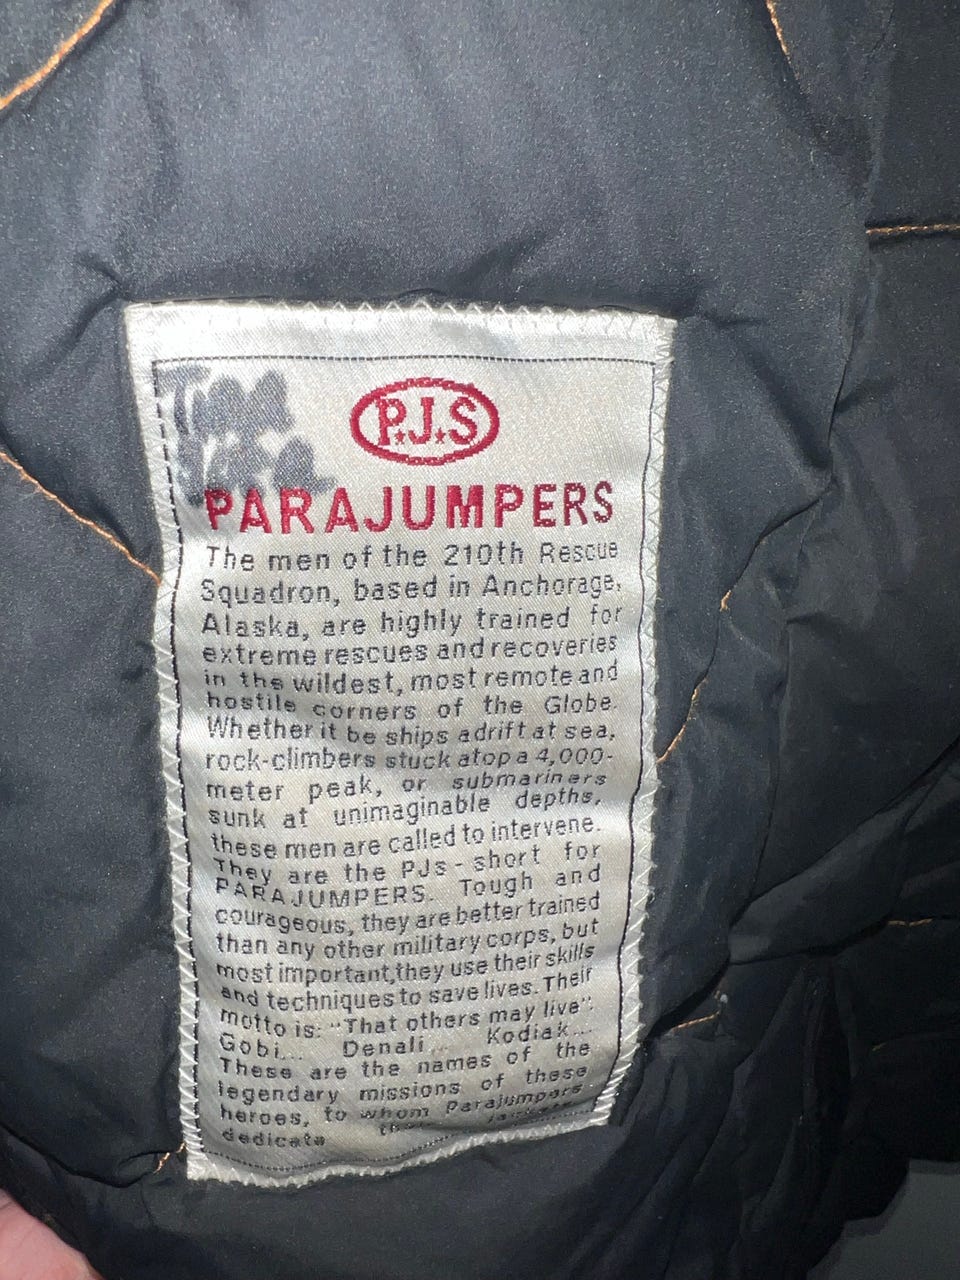 P.J.S
PARAJUMPERS
The men of the 210th Rescue
Squadron, based in Anchorage,
Alaska, are highly trained for
extreme rescues and recoveries
in the wildest, most remote and
hostile corners of the Globe.
Whether it be ships adrift at sea,
rock-climbers stuck atop a 4,000-
meter peak, or submariners
sunk at unimaginable depths,
these men are called to intervene.
They are the PJs - short for
PARAJUMPERS. Tough and
courageous, they are better trained
than any other military corps, but
most important, they use their skills
and techniques to save lives. Their
motto is: "That others may live".
Gobi... Denali... Kodiak...
These are the names of the
legendary missions of these
heroes, to whom Parajumpers
dedicate